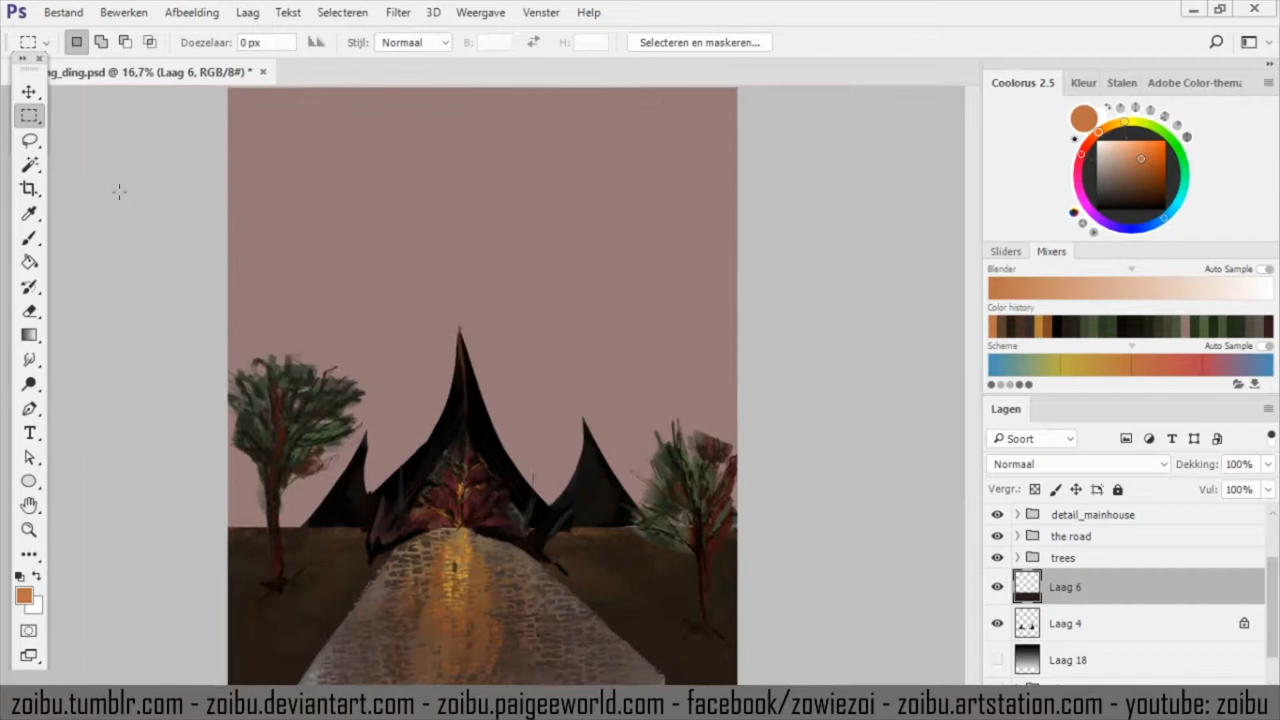 Ps Bestand Bewerken Afbeelding Laag Tekst Selecteren Filter 3D Weergave Venster Help
Doezelaar: 0 px Stijl: Normaal B: H: Selecteren en maskeren...
ag_ding.psd @ 16,7% (Laag 6, RGB/8#) *
Coolorus 2.5 Kleur Stalen Adobe Color-thema
Sliders Mixers
Blender Auto Sample
Color history
Scheme Auto Sample
Lagen
Soort
Normaal Dekking: 100%
Vergr.: Vul: 100%
detail_mainhouse
the road
trees
Laag 6
Laag 4
Laag 18
zoibu.tumblr.com - zoibu.deviantart.com - zoibu.paigeeworld.com - facebook/zowiezoi - zoibu.artstation.com - youtube: zoibu